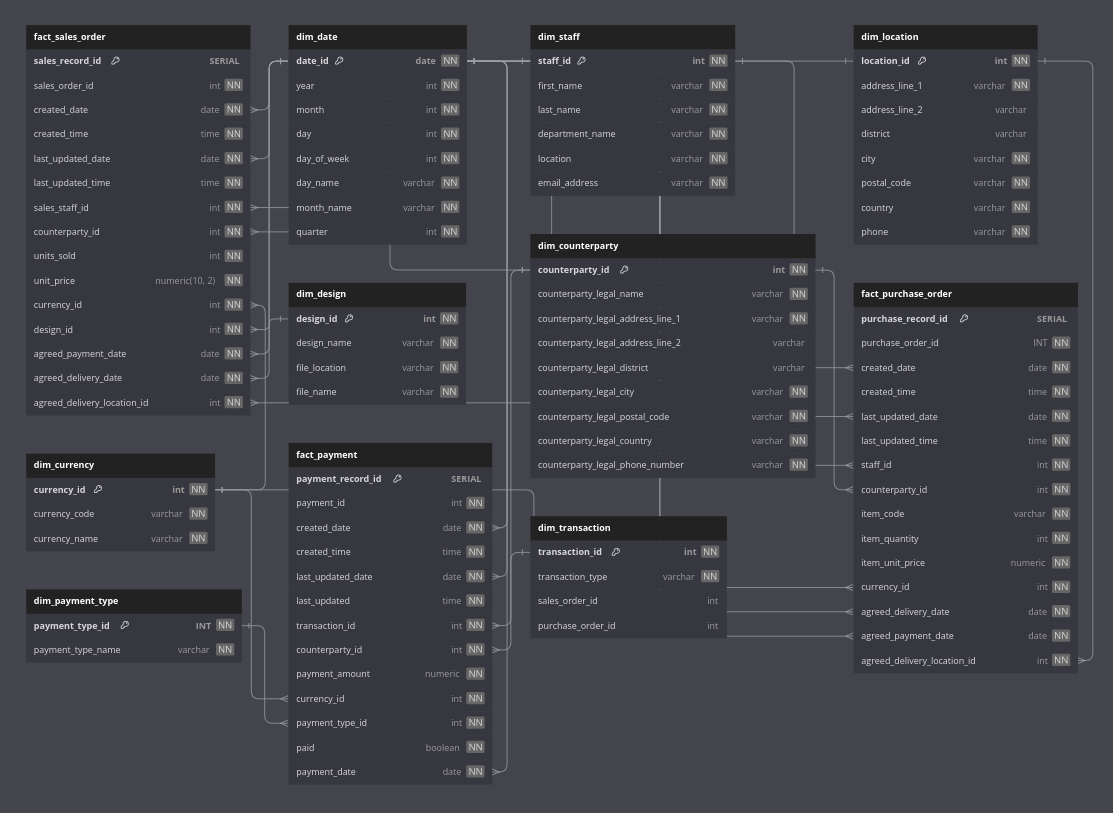 fact_sales_order
sales_record_id SERIAL
sales_order_id int NN
created_date date NN
created_time time NN
last_updated_date date NN
last_updated_time time NN
sales_staff_id int NN
counterparty_id int NN
units_sold int NN
unit_price numeric(10, 2) NN
currency_id int NN
design_id int NN
agreed_payment_date date NN
agreed_delivery_date date NN
agreed_delivery_location_id int NN
dim_date
date_id date NN
year int NN
month int NN
day int NN
day_of_week int NN
day_name varchar NN
month_name varchar NN
quarter int NN
dim_staff
staff_id int NN
first_name varchar NN
last_name varchar NN
department_name varchar NN
location varchar NN
email_address varchar NN
dim_location
location_id int NN
address_line_1 varchar NN
address_line_2 varchar
district varchar
city varchar NN
postal_code varchar NN
country varchar NN
phone varchar NN
dim_design
design_id int NN
design_name varchar NN
file_location varchar NN
file_name varchar NN
dim_counterparty
counterparty_id int NN
counterparty_legal_name varchar NN
counterparty_legal_address_line_1 varchar NN
counterparty_legal_address_line_2 varchar
counterparty_legal_district varchar
counterparty_legal_city varchar NN
counterparty_legal_postal_code varchar NN
counterparty_legal_country varchar NN
counterparty_legal_phone_number varchar NN
fact_purchase_order
purchase_record_id SERIAL
purchase_order_id INT NN
created_date date NN
created_time time NN
last_updated_date date NN
last_updated_time time NN
staff_id int NN
counterparty_id int NN
item_code varchar NN
item_quantity int NN
item_unit_price numeric NN
currency_id int NN
agreed_delivery_date date NN
agreed_payment_date date NN
agreed_delivery_location_id int NN
dim_currency
currency_id int NN
currency_code varchar NN
currency_name varchar NN
fact_payment
payment_record_id SERIAL
payment_id int NN
created_date date NN
created_time time NN
last_updated_date date NN
last_updated time NN
transaction_id int NN
counterparty_id int NN
payment_amount numeric NN
currency_id int NN
payment_type_id int NN
paid boolean NN
payment_date date NN
dim_transaction
transaction_id int NN
transaction_type varchar NN
sales_order_id int
purchase_order_id int
dim_payment_type
payment_type_id INT NN
payment_type_name varchar NN